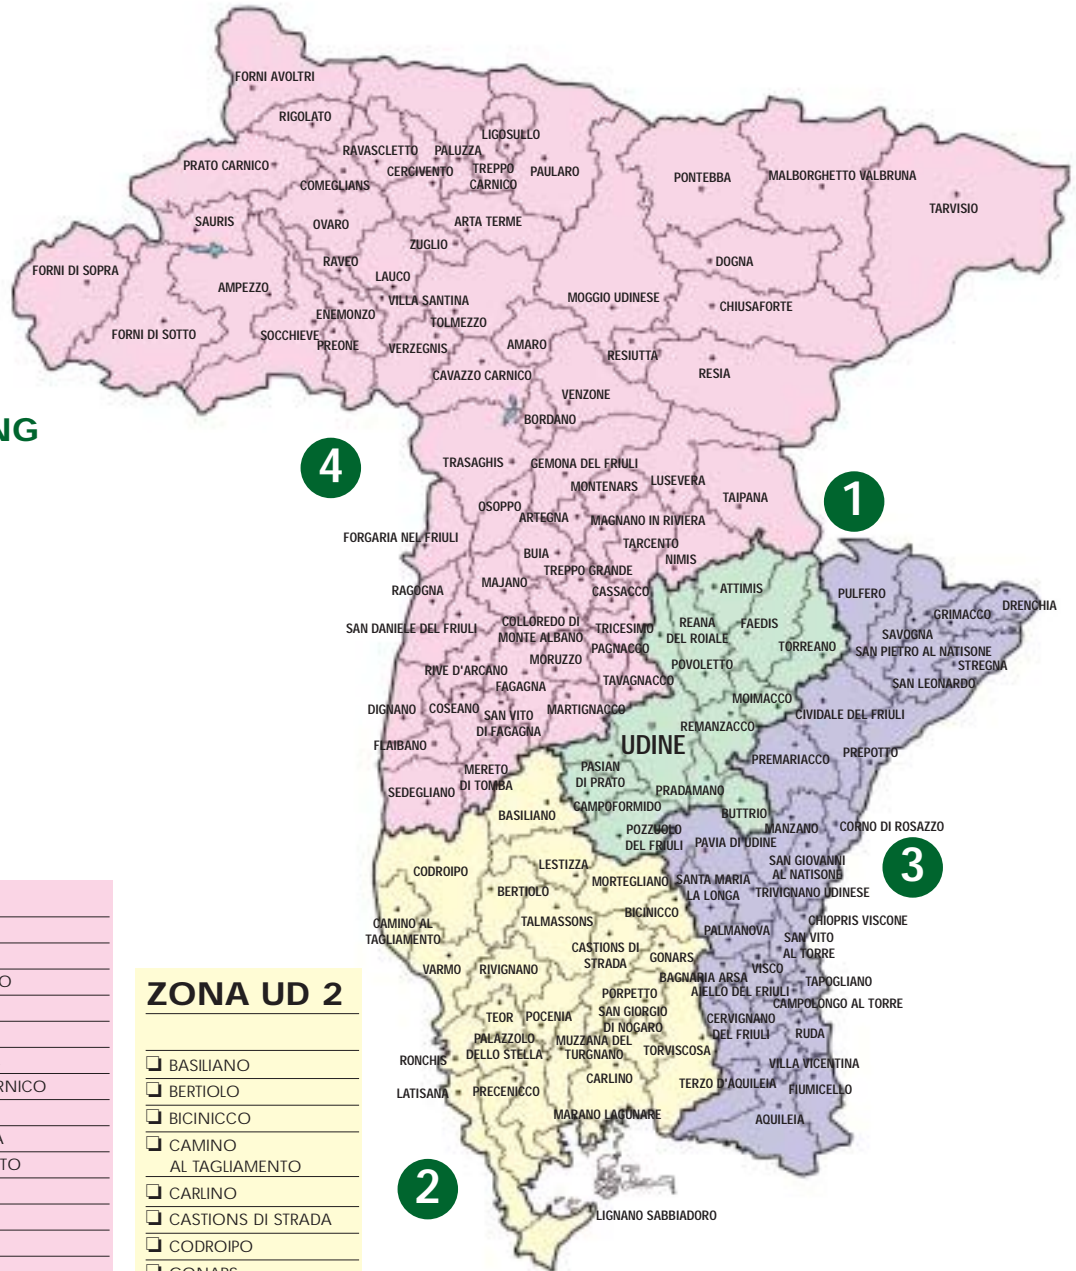 FORNI AVOLTRI
RIGOLATO
LIGOSULLO
RAVASCLETTO
PALUZZA
PRATO CARNICO
CERCIVENTO
TREPPO
CARNICO
PAULARO
COMEGLIANS
PONTEBBA
MALBORGHETTO VALBRUNA
TARVISIO
SAURIS
OVARO
ARTA TERME
ZUGLIO
FORNI DI SOPRA
RAVEO
DOGNA
LAUCO
AMPEZZO
VILLA SANTINA
MOGGIO UDINESE
CHIUSAFORTE
ENEMONZO
TOLMEZZO
FORNI DI SOTTO
SOCCHIEVE
PREONE
VERZEGNIS
AMARO
RESIUTTA
CAVAZZO CARNICO
RESIA
VENZONE
BORDANO
NG
4
TRASAGHIS
GEMONA DEL FRIULI
MONTENARS
LUSEVERA
TAIPANA
1
OSOPPO
ARTEGNA
MAGNANO IN RIVIERA
FORGARIA NEL FRIULI
TARCENTO
BUIA
NIMIS
TREPPO GRANDE
MAJANO
CASSACCO
RAGOGNA
ATTIMIS
PULFERO
DRENCHIA
GRIMACCO
COLLOREDO DI
MONTE ALBANO
SAN DANIELE DEL FRIULI
TRICESIMO
REANA
DEL ROIALE
FAEDIS
SAVOGNA
TORREANO
SAN PIETRO AL NATISONE
PAGNACCO
MORUZZO
POVOLETTO
STREGNA
RIVE D'ARCANO
FAGAGNA
TAVAGNACCO
SAN LEONARDO
MOIMACCO
DIGNANO
COSEANO
SAN VITO
DI FAGAGNA
MARTIGNACCO
CIVIDALE DEL FRIULI
REMANZACCO
FLAIBANO
UDINE
PREMARIACCO
PREPOTTO
MERETO
DI TOMBA
PASIAN
DI PRATO
SEDEGLIANO
PRADAMANO
CAMPOFORMIDO
BASILIANO
BUTTRIO
POZZUOLO
DEL FRIULI
MANZANO
CORNO DI ROSAZZO
PAVIA DI UDINE
SAN GIOVANNI
AL NATISONE
3
CODROIPO
LESTIZZA
MORTEGLIANO
SANTA MARIA
LA LONGA
TRIVIGNANO UDINESE
BERTIOLO
BICINICCO
CAMINO AL
TAGLIAMENTO
TALMASSONS
CHIOPRIS VISCONE
PALMANOVA
SAN VITO
AL TORRE
CASTIONS DI
STRADA
GONARS
VARMO
RIVIGNANO
VISCO
BAGNARIA ARSA
TAPOGLIANO
AIELLO DEL FRIULI
PORPETTO
CAMPOLONGO AL TORRE
TEOR
POCENIA
SAN GIORGIO
DI NOGARO
CERVIGNANO
DEL FRIULI
RUDA
PALAZZOLO
DELLO STELLA
MUZZANA DEL
TURGNANO
TORVISCOSA
RONCHIS
VILLA VICENTINA
CARLINO
TERZO D'AQUILEIA
FIUMICELLO
LATISANA
PRECENICCO
MARANO LAGUNARE
AQUILEIA
2
LIGNANO SABBIADORO
O
RNICO
A
TO
ZONA UD 2
❏ BASILIANO
❏ BERTIOLO
❏ BICINICCO
❏ CAMINO
AL TAGLIAMENTO
❏ CARLINO
❏ CASTIONS DI STRADA
❏ CODROIPO
❏ GONARS